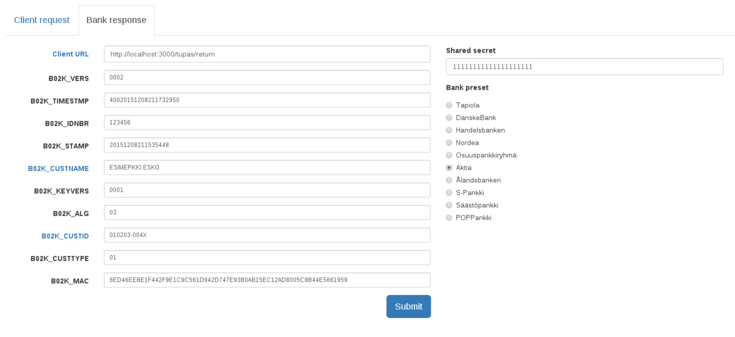 Client request
Bank response
Client URL
http://localhost:3000/tupas/return
B02K_VERS
0002
B02K_TIMESTMP
40020151208211732950
B02K_IDNBR
123456
B02K_STAMP
20151208211535448
B02K_CUSTNAME
ESIMERKKI ESKO
B02K_KEYVERS
0001
B02K_ALG
03
B02K_CUSTID
010203-004X
B02K_CUSTTYPE
01
B02K_MAC
6ED46EEBE1F442F9E1C9C561D942D747E93B0AB15EC12AD8005C8B44E5661959
Submit
Shared secret
11111111111111111111
Bank preset
Tapiola
DanskeBank
Handelsbanken
Nordea
Osuuspankkiryhmä
Aktia
Ålandsbanken
S-Pankki
Säästöpankki
POPPankki